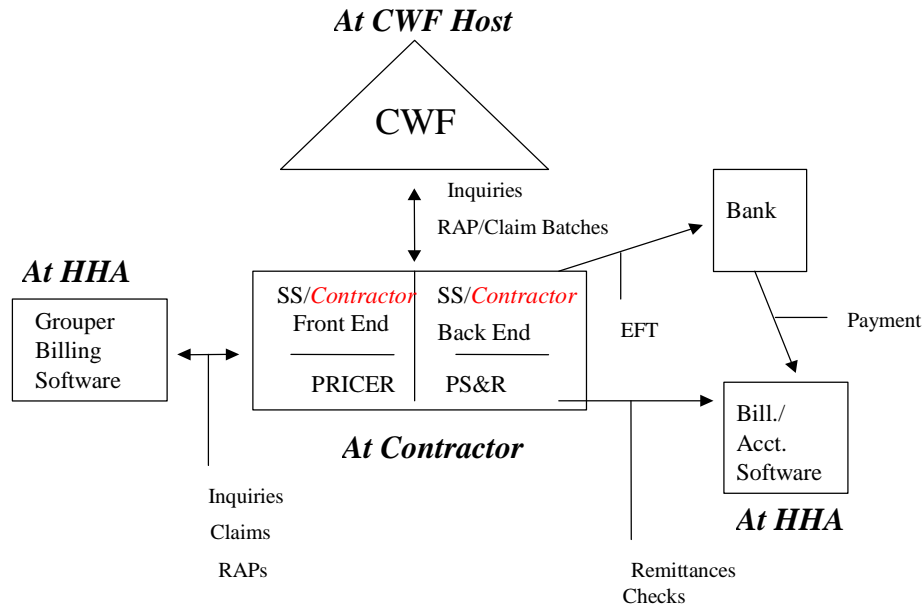 At CWF Host
CWF
Inquiries
RAP/Claim Batches
Bank
At HHA
Grouper
Billing
Software
SS/Contractor
Front End
PRICER
SS/Contractor
Back End
PS&R
EFT
Payment
Bill./
Acct.
Software
At HHA
At Contractor
Inquiries
Claims
RAPs
Remittances
Checks